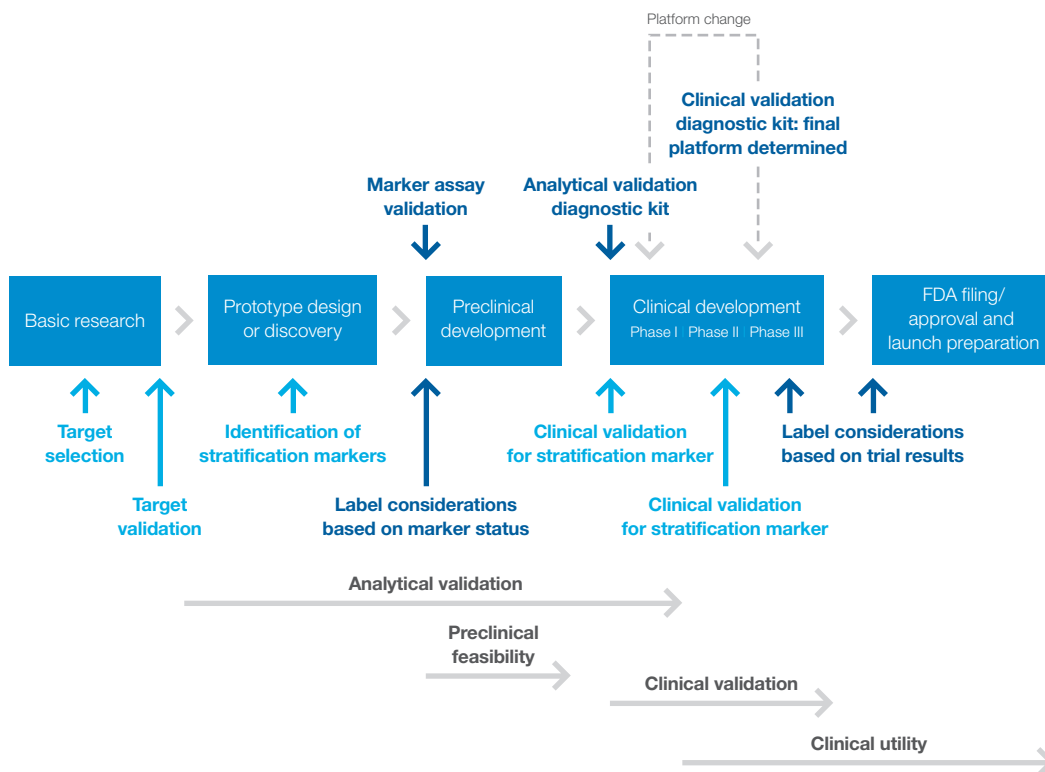 Platform change
Clinical validation
diagnostic kit: final
platform determined
Marker assay
validation
Analytical validation
diagnostic kit
Basic research
Prototype design
or discovery
Preclinical
development
Clinical development
Phase I | Phase II | Phase III
FDA filing/
approval and
launch preparation
Target
selection
Identification of
stratification markers
Clinical validation
for stratification marker
Label considerations
based on trial results
Target
validation
Label considerations
based on marker status
Clinical validation
for stratification marker
Analytical validation
Preclinical
feasibility
Clinical validation
Clinical utility